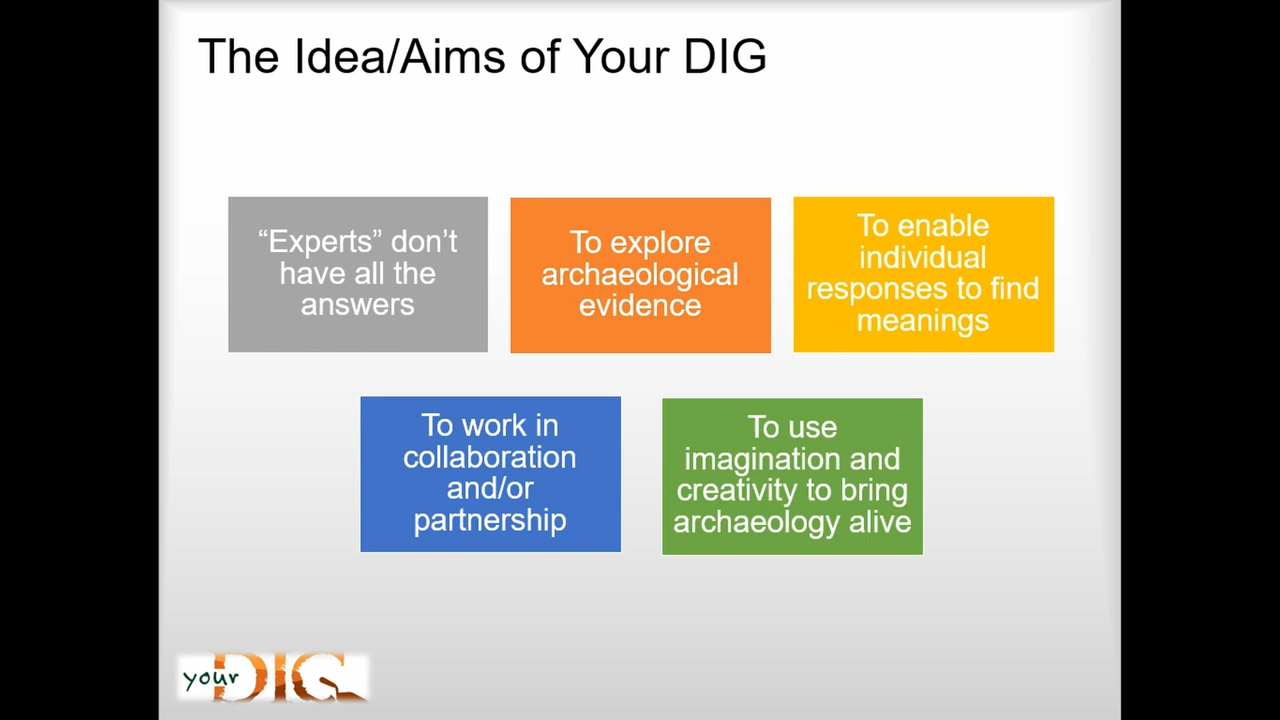 The Idea/Aims of Your DIG
“Experts” don’t
have all the
answers
To explore
archaeological
evidence
To enable
individual
responses to find
meanings
To work in
collaboration
and/or
partnership
To use
imagination and
creativity to bring
archaeology alive
your DIG